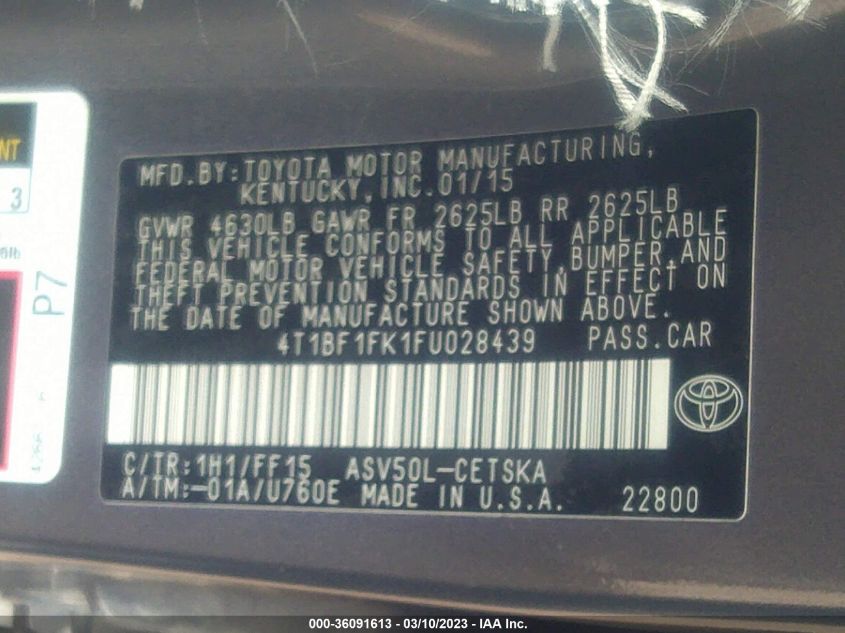 NT
3
6lb
P7
MFD.BY:TOYOTA MOTOR MANUFACTURING,
KENTUCKY,INC.01/15
GVWR 4630LB GAWR FR 2625LB RR 2625LB
THIS VEHICLE CONFORMS TO ALL APPLICABLE
FEDERAL MOTOR VEHICLE SAFETY,BUMPER,AND
THEFT PREVENTION STANDARDS IN EFFECT ON
THE DATE OF MANUFACTURE SHOWN ABOVE.
4T1BF1FK1FU028439 PASS.CAR
C/TR:1H1/FF15 ASV50L-CETSKA
A/TM:-01A/U760E MADE IN U.S.A. 22800
000-36091613 — 03/10/2023 — IAA Inc.